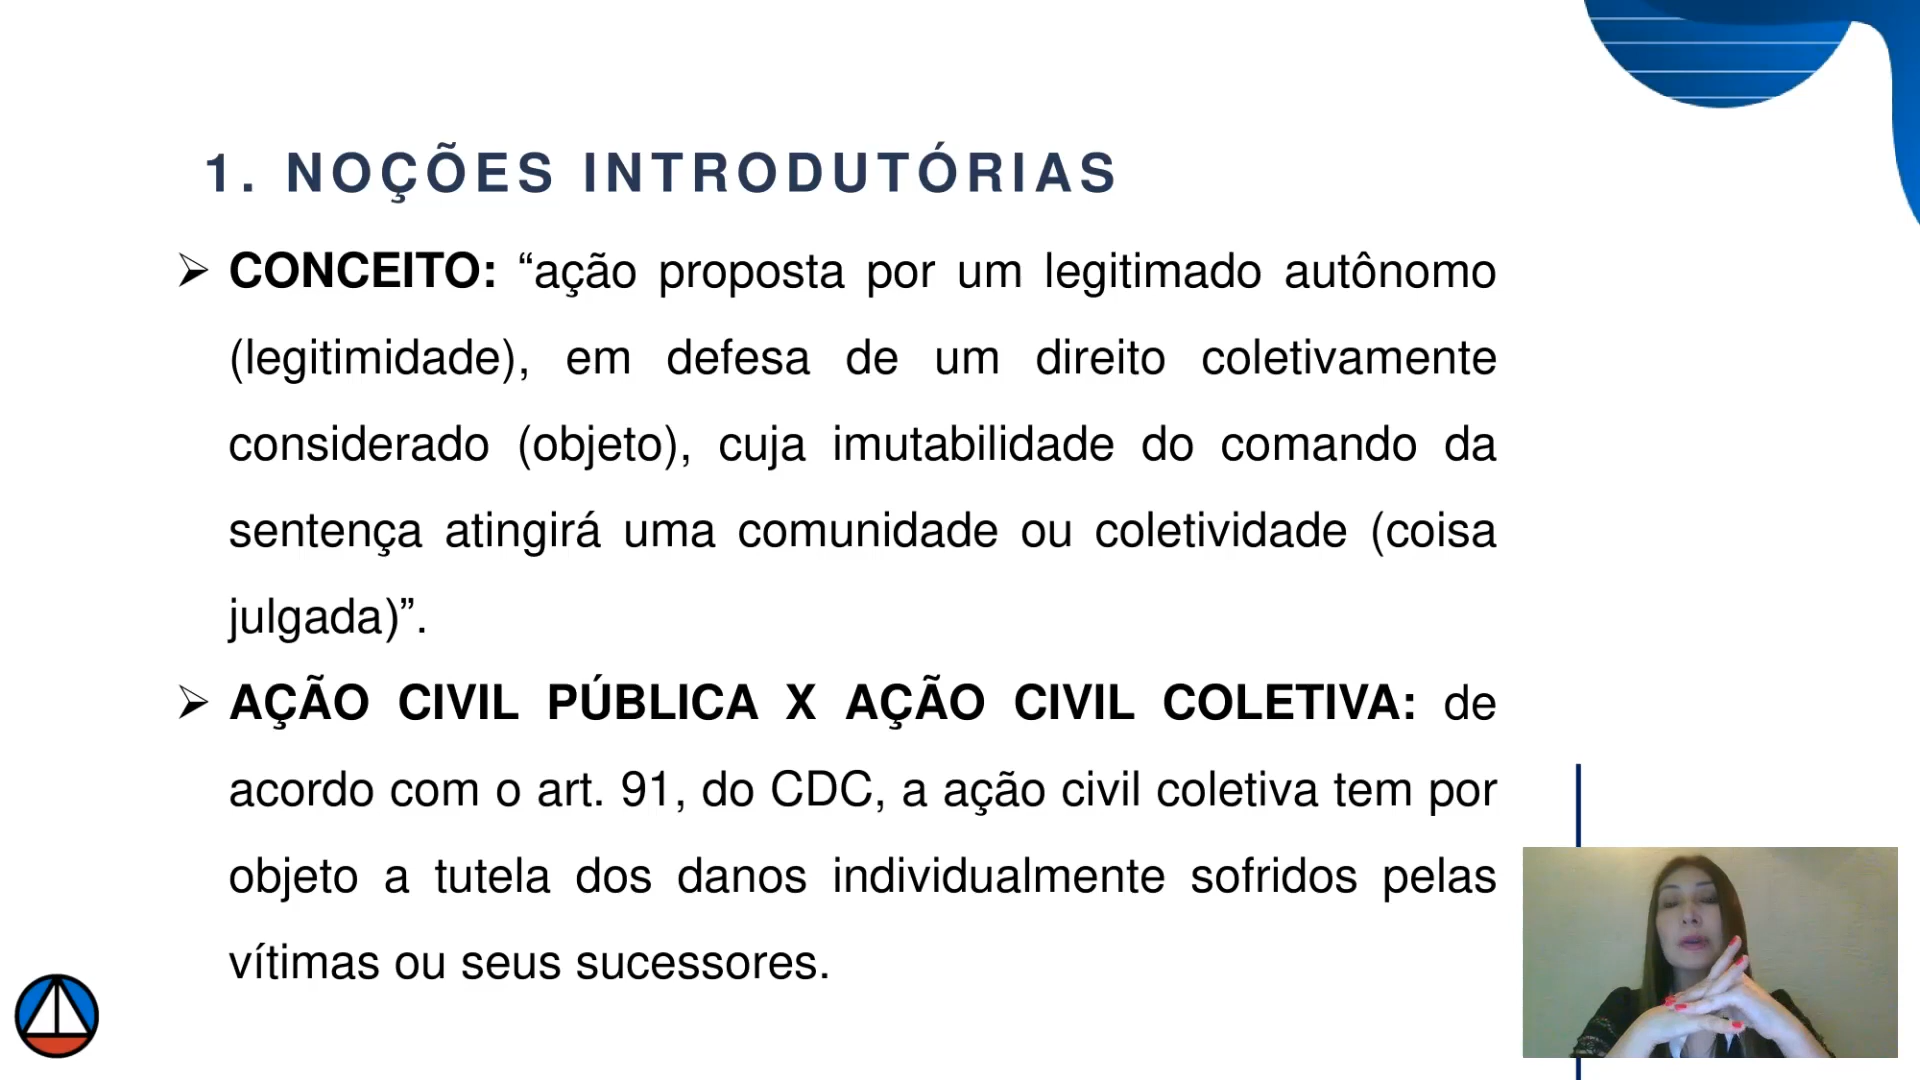 1. NOÇÕES INTRODUTÓRIAS
➢ CONCEITO: “ação proposta por um legitimado autônomo
(legitimidade), em defesa de um direito coletivamente
considerado (objeto), cuja imutabilidade do comando da
sentença atingirá uma comunidade ou coletividade (coisa
julgada)”.
➢ AÇÃO CIVIL PÚBLICA X AÇÃO CIVIL COLETIVA: de
acordo com o art. 91, do CDC, a ação civil coletiva tem por
objeto a tutela dos danos individualmente sofridos pelas
vítimas ou seus sucessores.